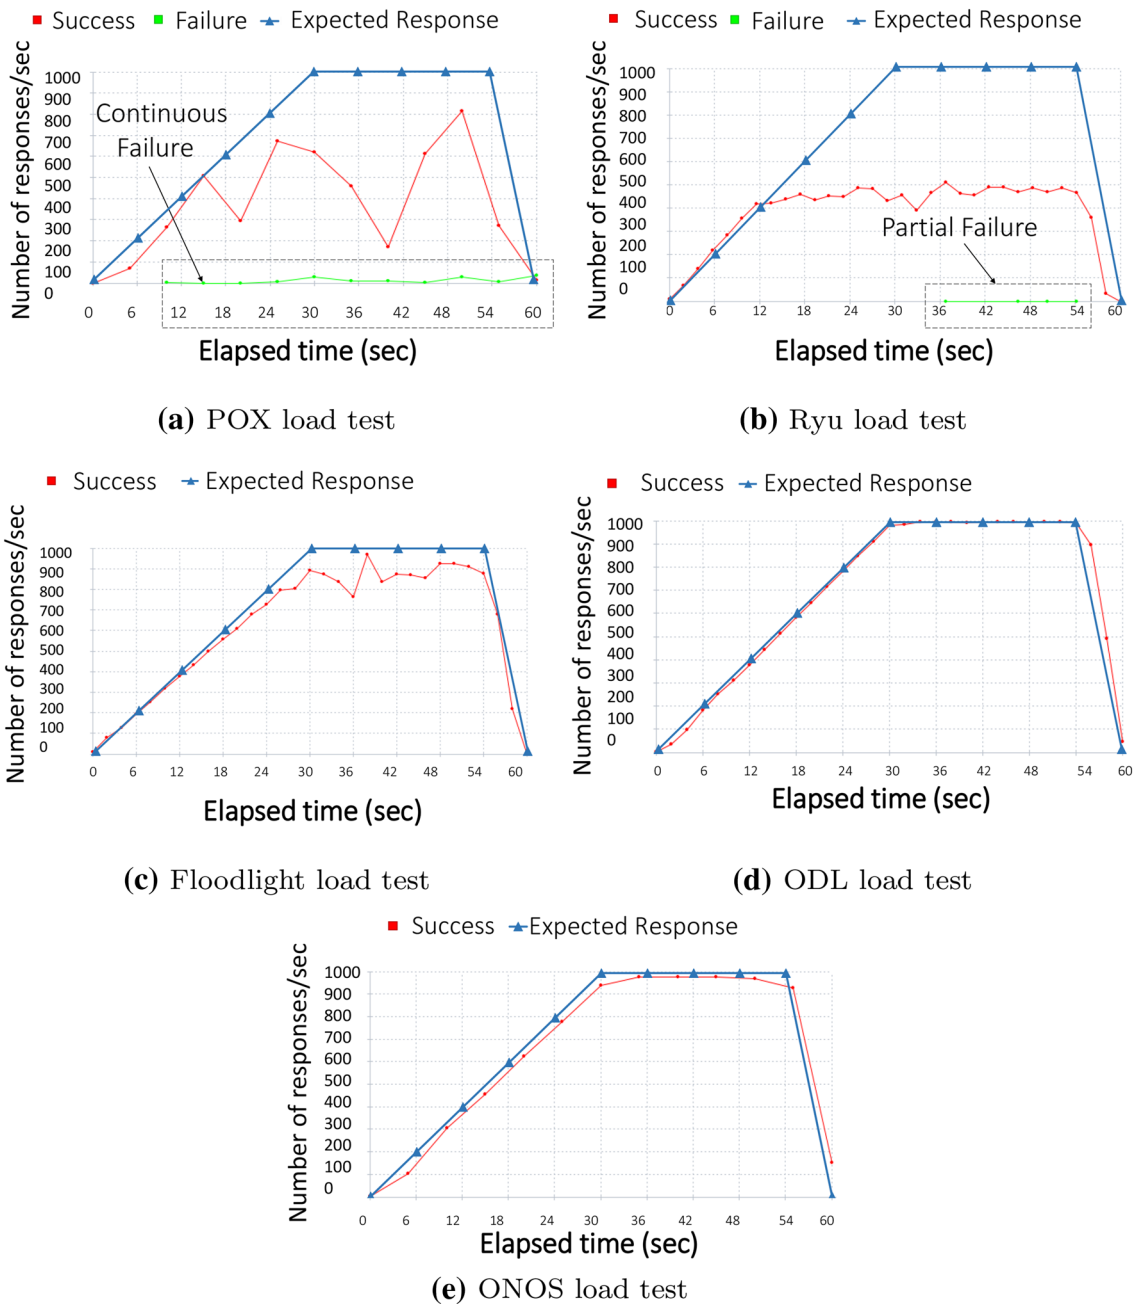 Success Failure Expected Response
Number of responses/sec
1000
900
800
700
600
500
400
300
200
100
0
Continuous
Failure
0 6 12 18 24 30 36 42 48 54 60
Elapsed time (sec)
(a) POX load test
Success Failure Expected Response
Number of responses/sec
1000
900
800
700
600
500
400
300
200
100
0
Partial Failure
0 6 12 18 24 30 36 42 48 54 60
Elapsed time (sec)
(b) Ryu load test
Success Expected Response
Number of responses/sec
1000
900
800
700
600
500
400
300
200
100
0
0 6 12 18 24 30 36 42 48 54 60
Elapsed time (sec)
(c) Floodlight load test
Success Expected Response
Number of responses/sec
1000
900
800
700
600
500
400
300
200
100
0
0 6 12 18 24 30 36 42 48 54 60
Elapsed time (sec)
(d) ODL load test
Success Expected Response
Number of responses/sec
1000
900
800
700
600
500
400
300
200
100
0
0 6 12 18 24 30 36 42 48 54 60
Elapsed time (sec)
(e) ONOS load test